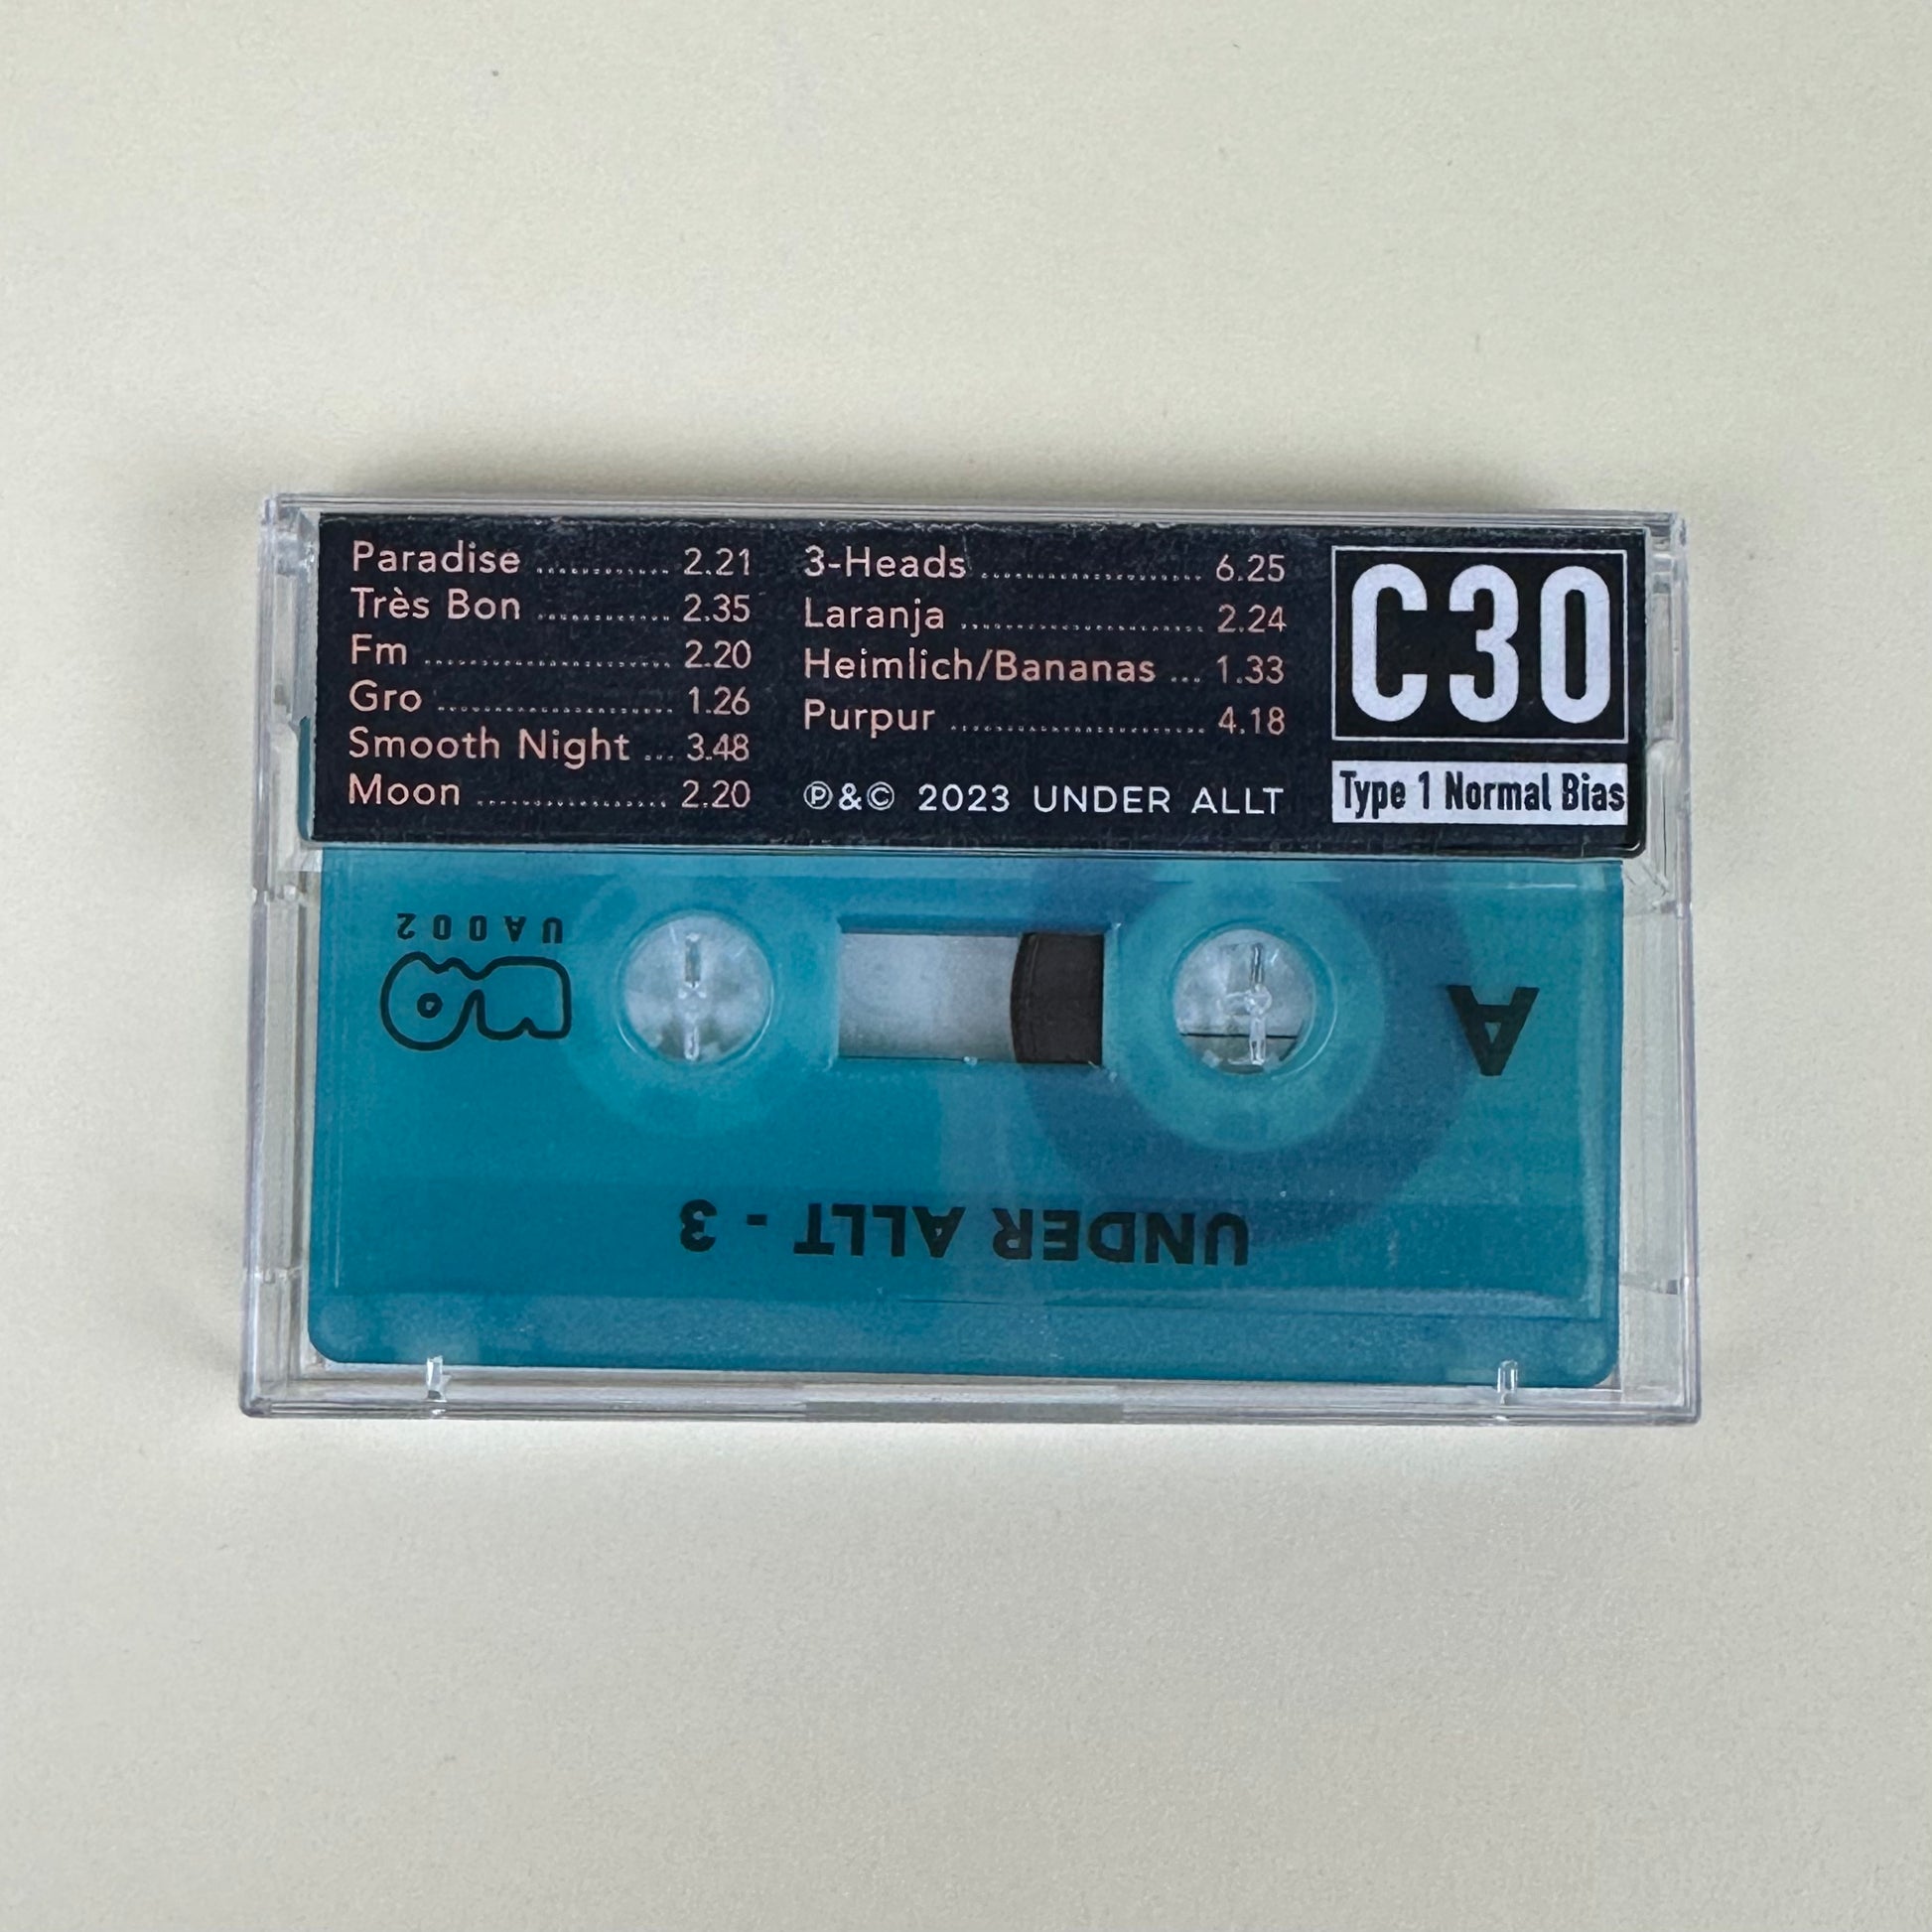 Paradise ........................ 2.21
Très Bon ........................ 2.35
Fm ........................ 2.20
Gro ........................ 1.26
Smooth Night ... 3.48
Moon ........................ 2.20
3-Heads ........................ 6.25
Laranja ........................ 2.24
Heimlich/Bananas ... 1.33
Purpur ........................ 4.18
℗&© 2023 UNDER ALLT
C30
Type 1 Normal Bias
UA002
A
UNDER ALLT - 3